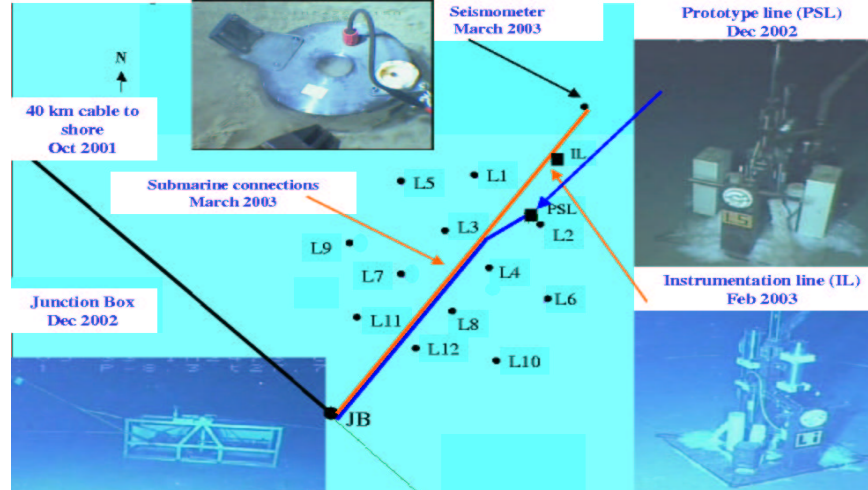 Seismometer
March 2003
Prototype line (PSL)
Dec 2002
N
40 km cable to
shore
Oct 2001
IL
L1
L5
Submarine connections
March 2003
PSL
L2
L3
L9
L7
L4
LS
Instrumentation line (IL)
Feb 2003
Junction Box
Dec 2002
L6
L11
L8
L12
L10
JB
Li